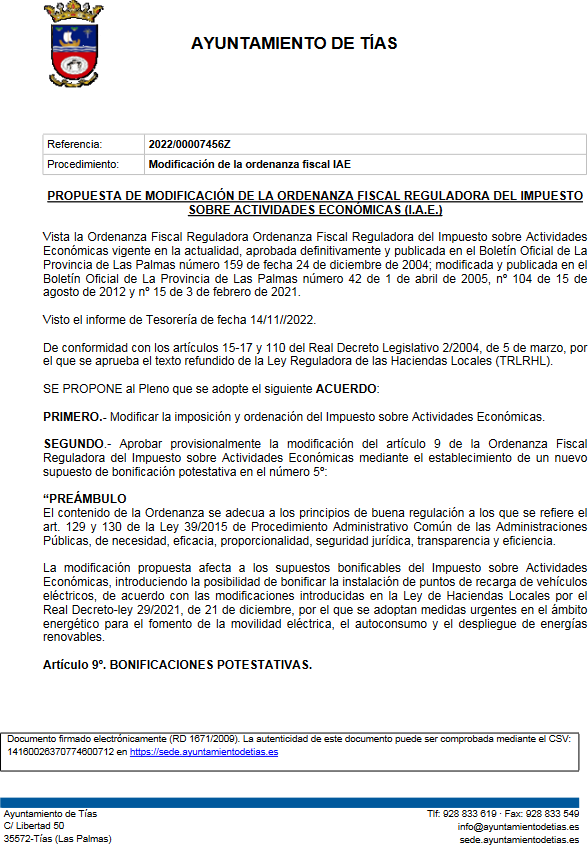 AYUNTAMIENTO DE TÍAS
Referencia: 2022/00007456Z
Procedimiento: Modificación de la ordenanza fiscal IAE
PROPUESTA DE MODIFICACIÓN DE LA ORDENANZA FISCAL REGULADORA DEL IMPUESTO
SOBRE ACTIVIDADES ECONÓMICAS (I.A.E.)
Vista la Ordenanza Fiscal Reguladora Ordenanza Fiscal Reguladora del Impuesto sobre Actividades
Económicas vigente en la actualidad, aprobada definitivamente y publicada en el Boletín Oficial de La
Provincia de Las Palmas número 159 de fecha 24 de diciembre de 2004; modificada y publicada en el
Boletín Oficial de La Provincia de Las Palmas número 42 de 1 de abril de 2005, nº 104 de 15 de
agosto de 2012 y nº 15 de 3 de febrero de 2021.
Visto el informe de Tesorería de fecha 14/11//2022.
De conformidad con los artículos 15-17 y 110 del Real Decreto Legislativo 2/2004, de 5 de marzo, por
el que se aprueba el texto refundido de la Ley Reguladora de las Haciendas Locales (TRLRHL).
SE PROPONE al Pleno que se adopte el siguiente ACUERDO:
PRIMERO.- Modificar la imposición y ordenación del Impuesto sobre Actividades Económicas.
SEGUNDO.- Aprobar provisionalmente la modificación del artículo 9 de la Ordenanza Fiscal
Reguladora del Impuesto sobre Actividades Económicas mediante el establecimiento de un nuevo
supuesto de bonificación potestativa en el número 5º:
“PREÁMBULO
El contenido de la Ordenanza se adecua a los principios de buena regulación a los que se refiere el
art. 129 y 130 de la Ley 39/2015 de Procedimiento Administrativo Común de las Administraciones
Públicas, de necesidad, eficacia, proporcionalidad, seguridad jurídica, transparencia y eficiencia.
La modificación propuesta afecta a los supuestos bonificables del Impuesto sobre Actividades
Económicas, introduciendo la posibilidad de bonificar la instalación de puntos de recarga de vehículos
eléctricos, de acuerdo con las modificaciones introducidas en la Ley de Haciendas Locales por el
Real Decreto-ley 29/2021, de 21 de diciembre, por el que se adoptan medidas urgentes en el ámbito
energético para el fomento de la movilidad eléctrica, el autoconsumo y el despliegue de energías
renovables.
Artículo 9º. BONIFICACIONES POTESTATIVAS.
Documento firmado electrónicamente (RD 1671/2009). La autenticidad de este documento puede ser comprobada mediante el CSV:
14160026370774600712 en https://sede.ayuntamientodetias.es
Ayuntamiento de Tías Tlf: 928 833 619 · Fax: 928 833 549
C/ Libertad 50 info@ayuntamientodetias.es
35572-Tías (Las Palmas) sede.ayuntamientodetias.es